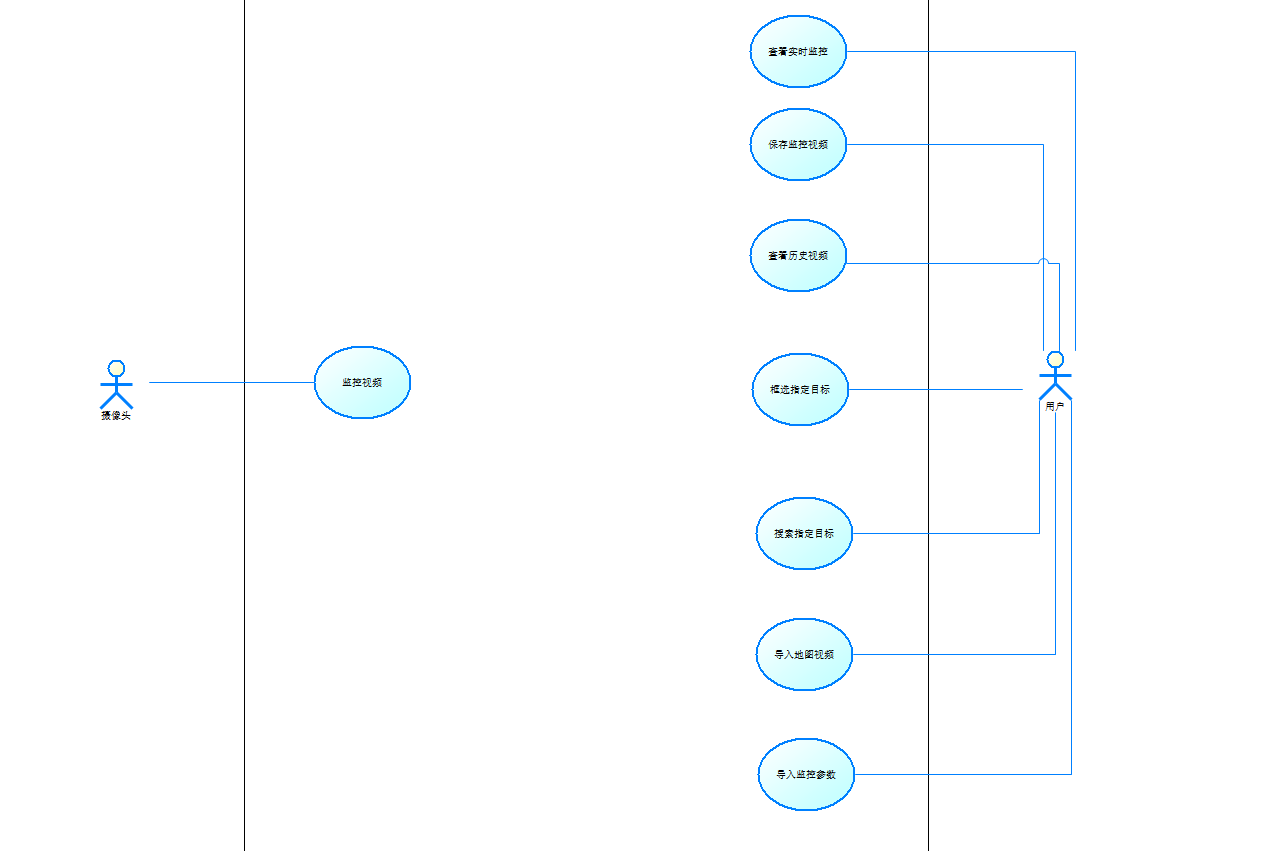 查看实时监控
保存监控视频
查看历史视频
摄像头
监控视频
框选指定目标
用户
搜索指定目标
导入地图视频
导入监控参数